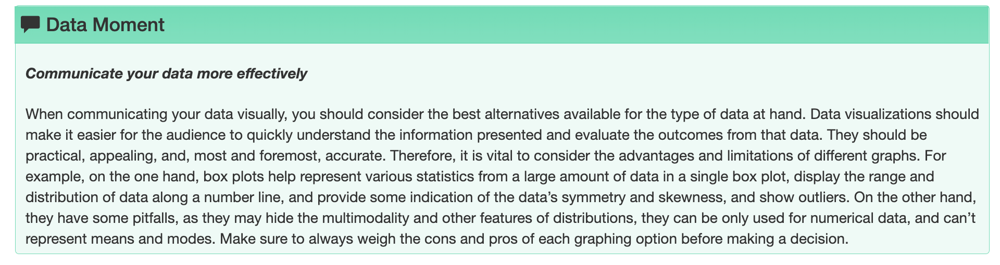 Data Moment
Communicate your data more effectively
When communicating your data visually, you should consider the best alternatives available for the type of data at hand. Data visualizations should
make it easier for the audience to quickly understand the information presented and evaluate the outcomes from that data. They should be
practical, appealing, and, most and foremost, accurate. Therefore, it is vital to consider the advantages and limitations of different graphs. For
example, on the one hand, box plots help represent various statistics from a large amount of data in a single box plot, display the range and
distribution of data along a number line, and provide some indication of the data’s symmetry and skewness, and show outliers. On the other hand,
they have some pitfalls, as they may hide the multimodality and other features of distributions, they can be only used for numerical data, and can’t
represent means and modes. Make sure to always weigh the cons and pros of each graphing option before making a decision.